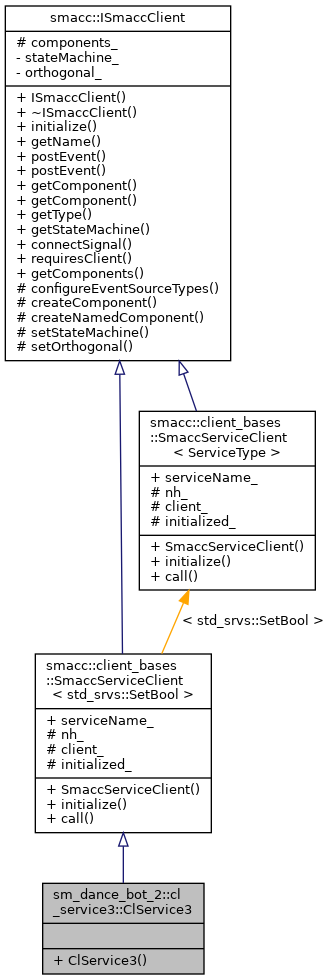 smacc::ISmaccClient
# components_
- stateMachine_
- orthogonal_
+ ISmaccClient()
+ ~ISmaccClient()
+ initialize()
+ getName()
+ postEvent()
+ postEvent()
+ getComponent()
+ getComponent()
+ getType()
+ getStateMachine()
+ connectSignal()
+ requiresClient()
+ getComponents()
# configureEventSourceTypes()
# createComponent()
# createNamedComponent()
# setStateMachine()
# setOrthogonal()
smacc::client_bases
::SmaccServiceClient
< ServiceType >
+ serviceName_
# nh_
# client_
# initialized_
+ SmaccServiceClient()
+ initialize()
+ call()
< std_srvs::SetBool >
smacc::client_bases
::SmaccServiceClient
< std_srvs::SetBool >
+ serviceName_
# nh_
# client_
# initialized_
+ SmaccServiceClient()
+ initialize()
+ call()
sm_dance_bot_2::cl
_service3::ClService3
+ ClService3()